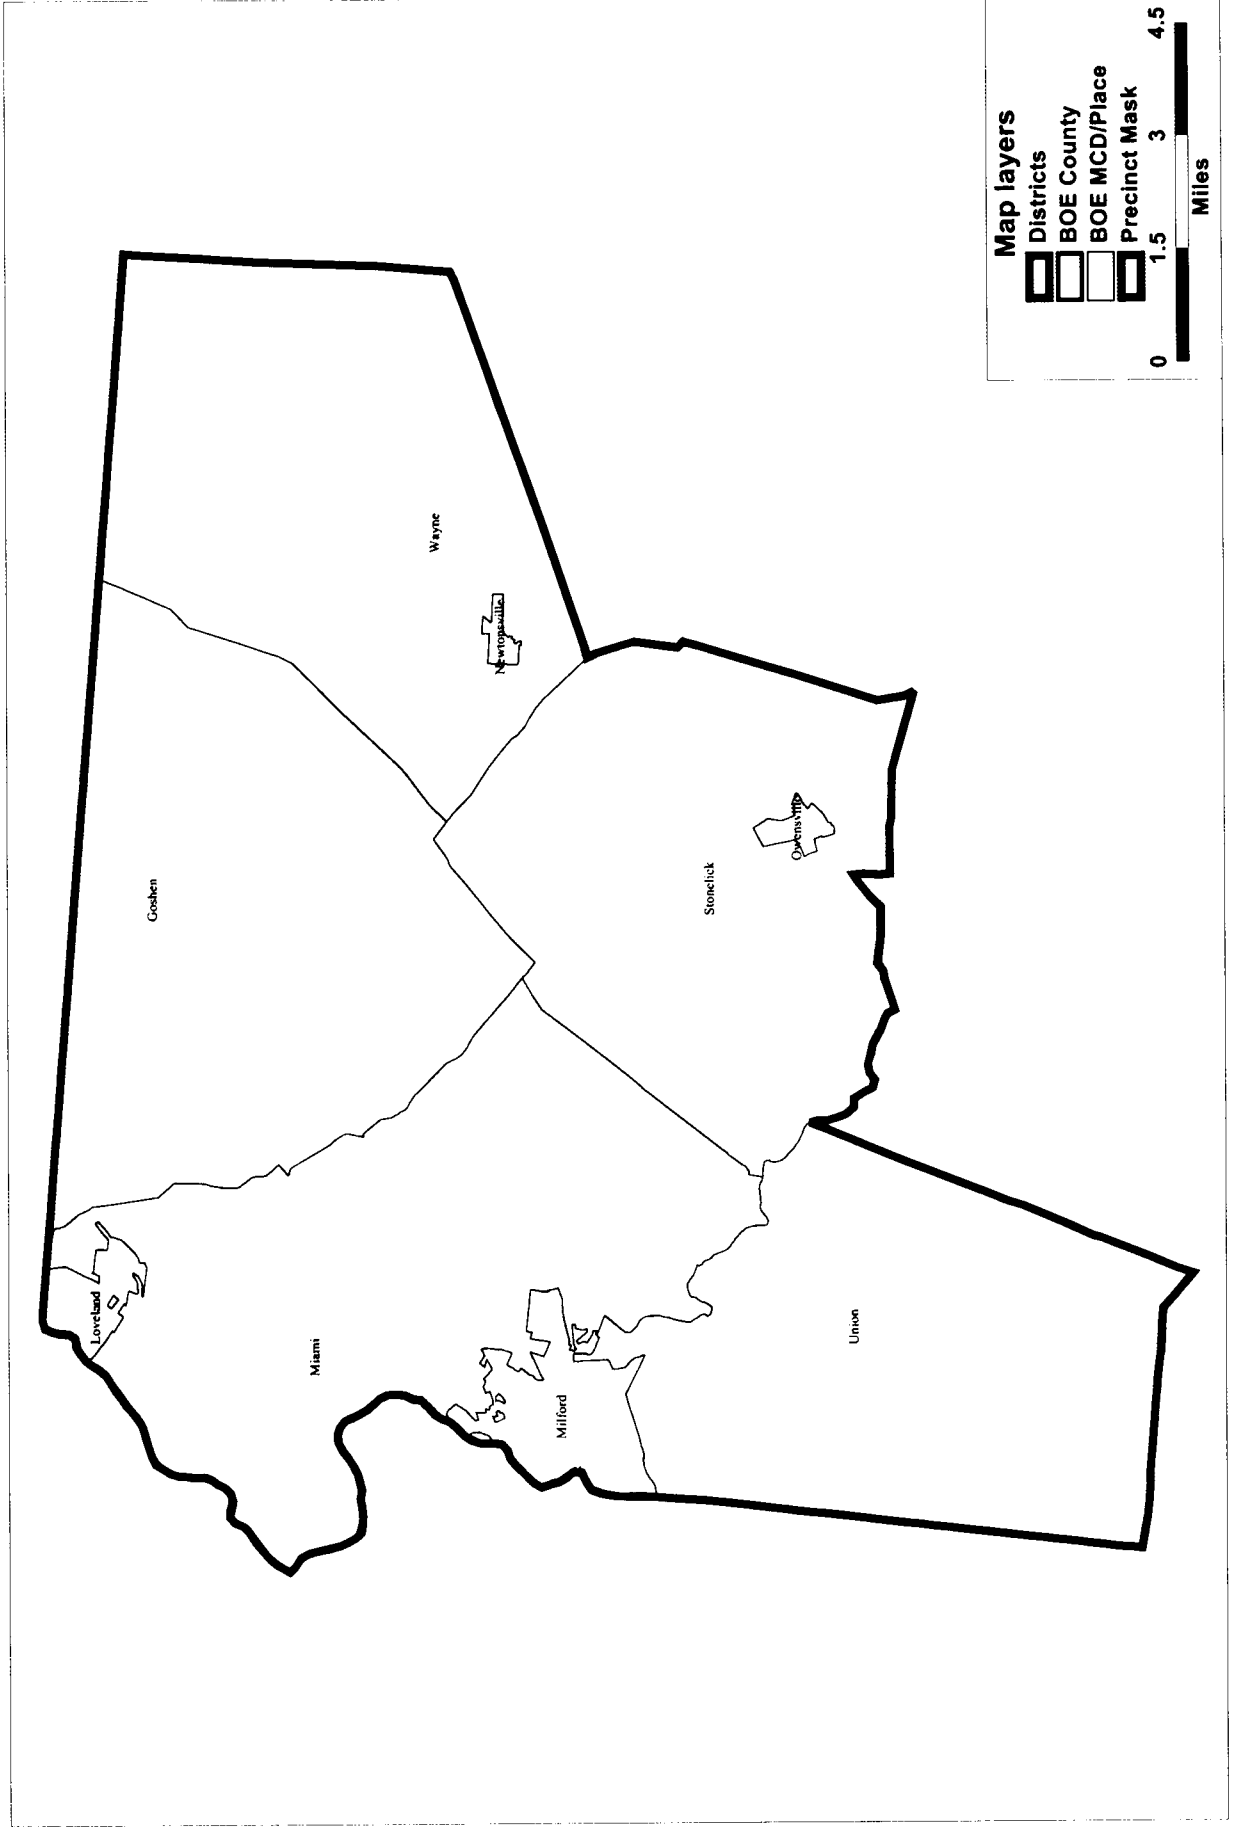 Loveland
Goshen
Miami
Wayne
Newtonsville
Milford
Stonelick
Owensville
Union
Map layers
Districts
BOE County
BOE MCD/Place
Precinct Mask
0 1.5 3 4.5
Miles